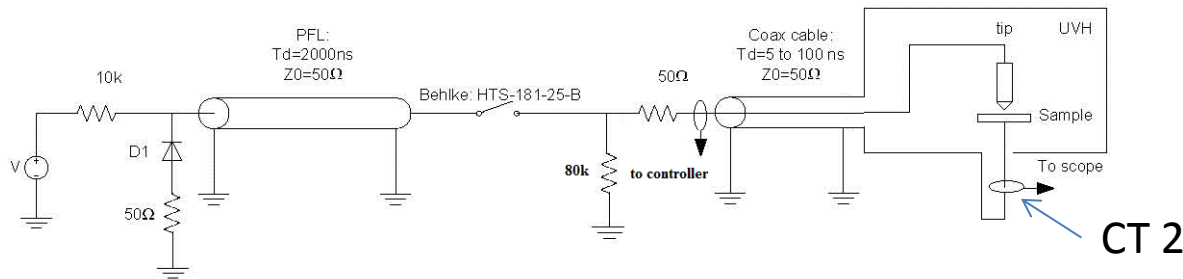 PFL:
Td=2000ns
Z0=50Ω
10k
Behlke: HTS-181-25-B
V
D1
50Ω
80k
50Ω
to controller
Coax cable:
Td=5 to 100 ns
Z0=50Ω
tip
UVH
Sample
To scope
CT 2